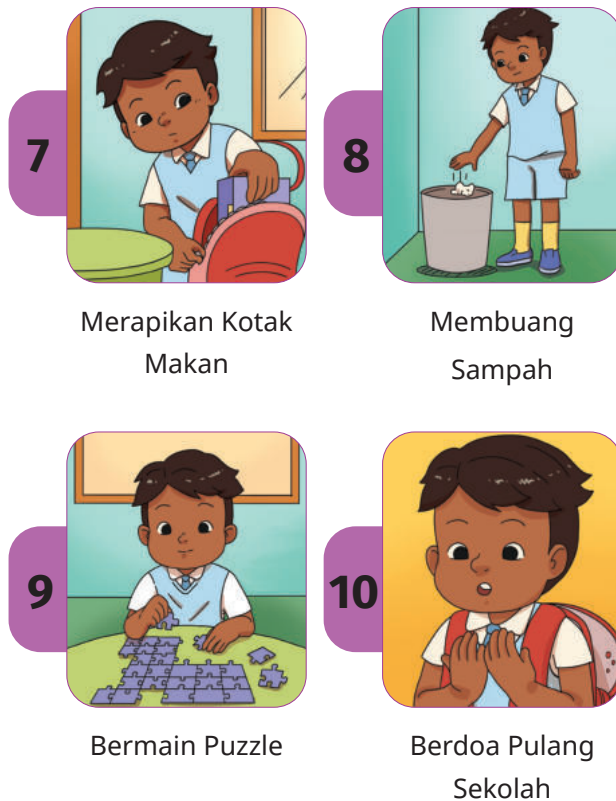 7
8
Merapikan Kotak
Makan
Membuang
Sampah
9
10
Bermain Puzzle
Berdoa Pulang
Sekolah